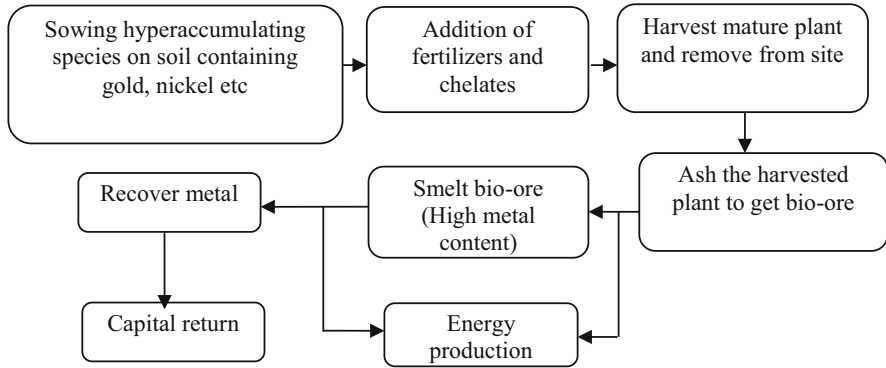 Sowing hyperaccumulating
species on soil containing
gold, nickel etc
Addition of
fertilizers and
chelates
Harvest mature plant
and remove from site
Ash the harvested
plant to get bio-ore
Smelt bio-ore
(High metal
content)
Recover metal
Capital return
Energy
production